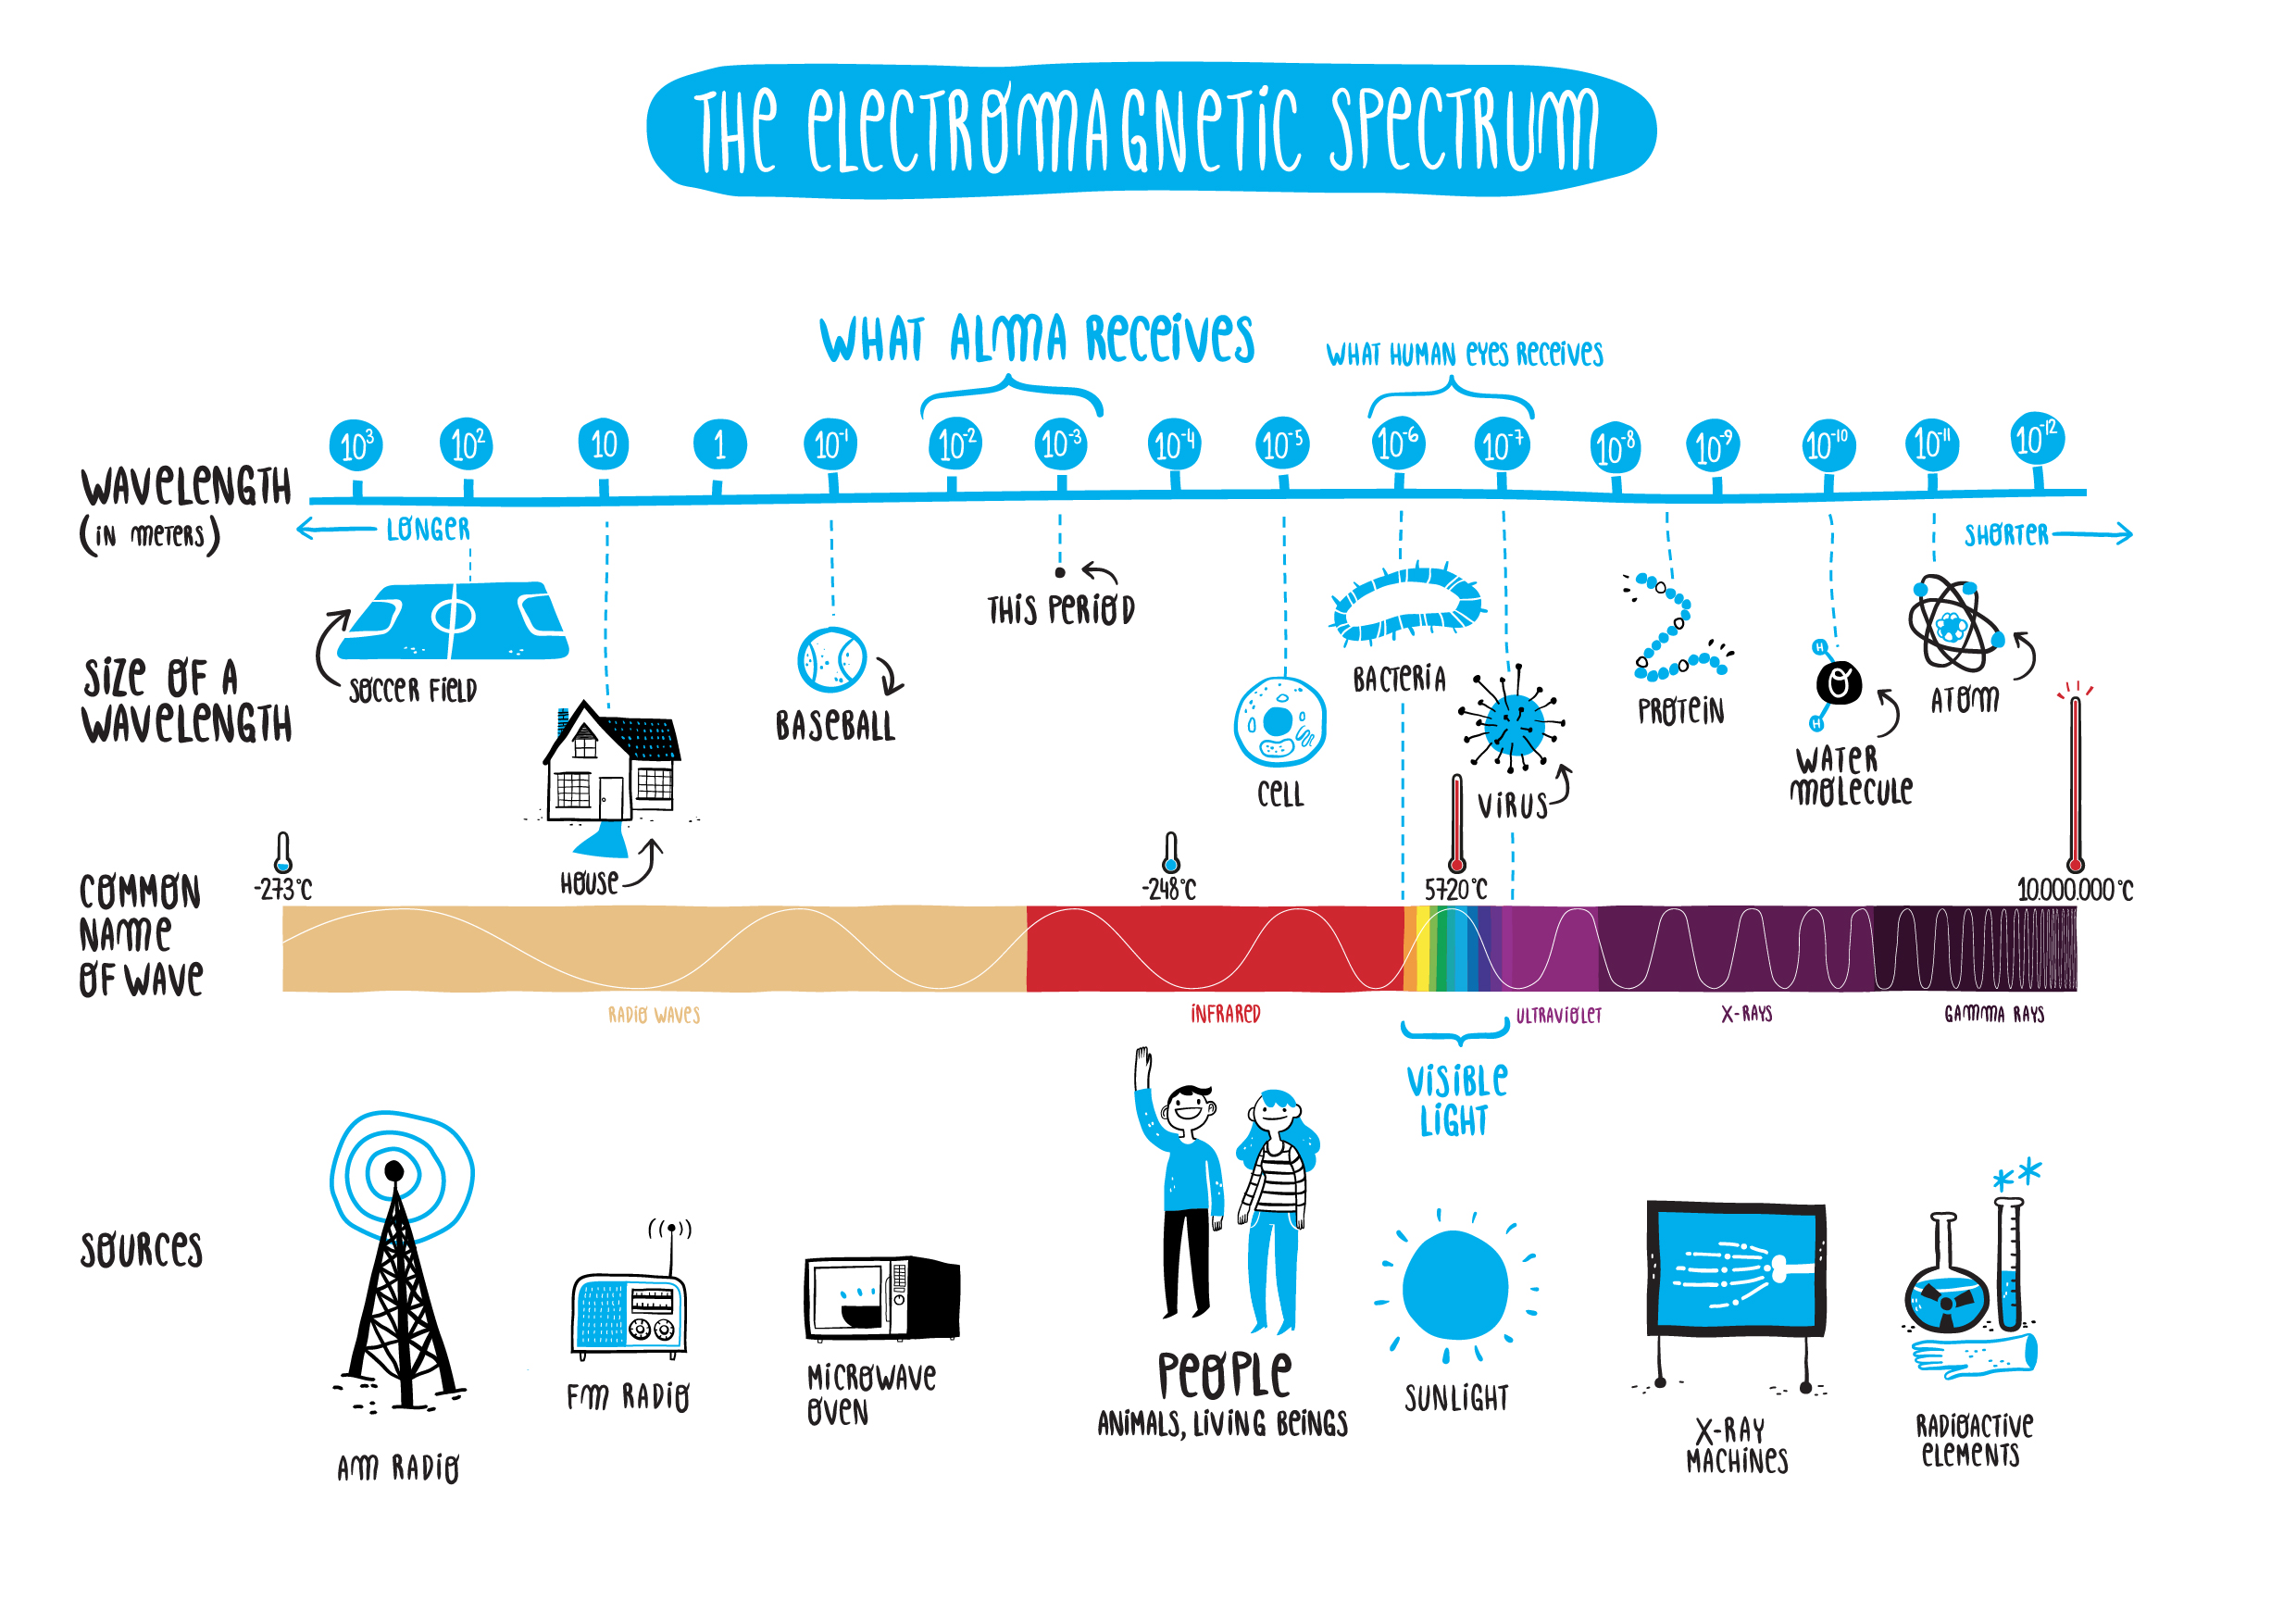 THE ELECTROMAGNETIC SPECTRUM
WHAT ALMA RECEIVES
WHAT HUMAN EYES RECEIVES
10³ 10² 10 1 10⁻¹ 10⁻² 10⁻³ 10⁻⁴ 10⁻⁵ 10⁻⁶ 10⁻⁷ 10⁻⁸ 10⁻⁹ 10⁻¹⁰ 10⁻¹¹ 10⁻¹²
WAVELENGTH
(IN METERS)
LONGER
SHORTER
SIZE OF A
WAVELENGTH
SOCCER FIELD
HOUSE
BASEBALL
THIS PERIOD
CELL
BACTERIA
VIRUS
PROTEIN
H
O
H
WATER
MOLECULE
ATOM
COMMON
NAME
OF WAVE
-273°C
-248°C
5720°C
10.000.000°C
RADIO WAVES
INFRARED
ULTRAVIOLET
X-RAYS
GAMMA RAYS
VISIBLE
LIGHT
SOURCES
AM RADIO
FM RADIO
MICROWAVE
OVEN
PEOPLE
ANIMALS, LIVING BEINGS
SUNLIGHT
X-RAY
MACHINES
RADIOACTIVE
ELEMENTS